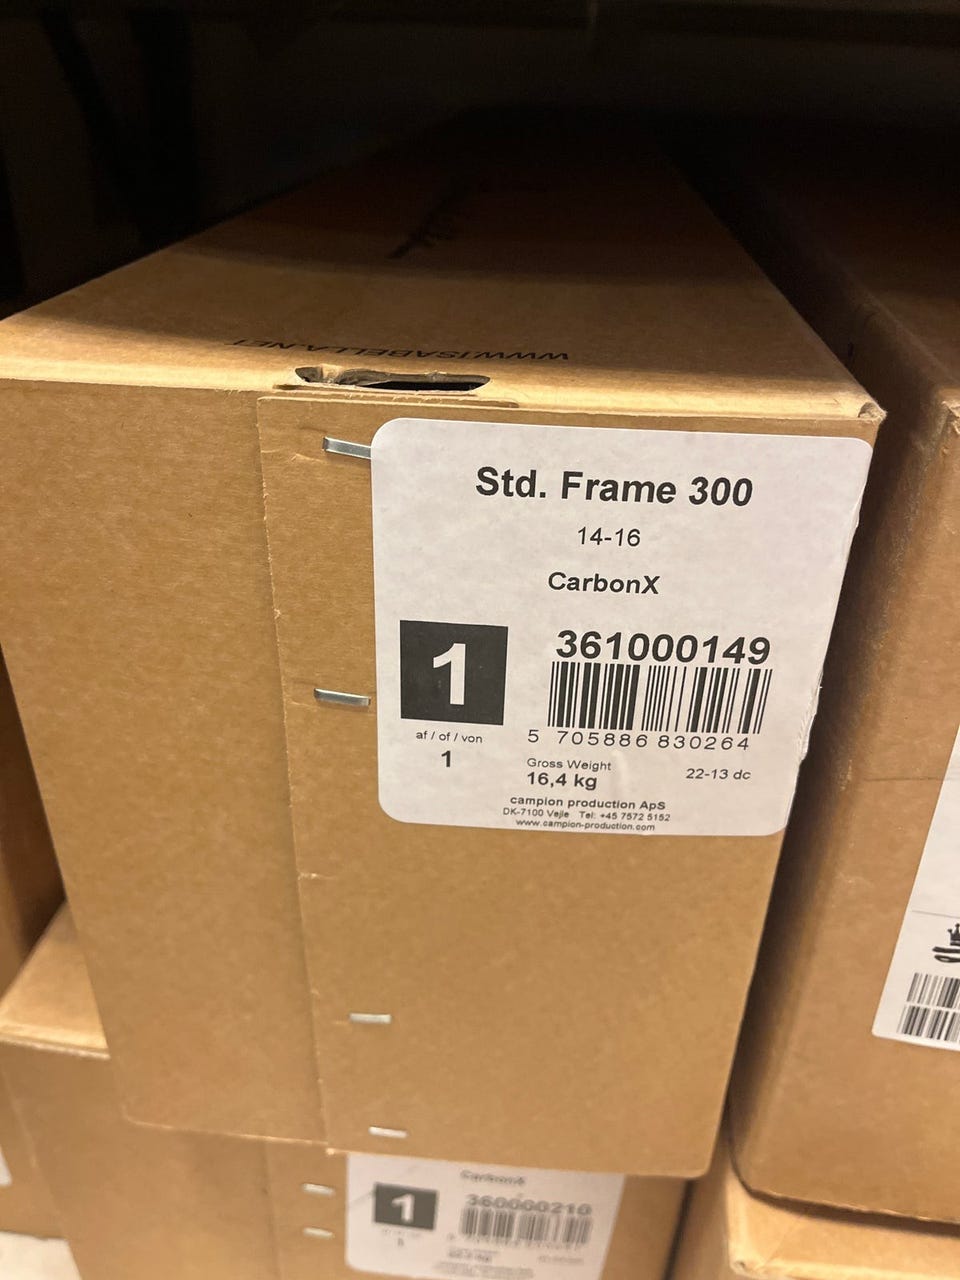 WWW.ISABELLA.NET
Std. Frame 300
14-16
CarbonX
1
361000149
af / of / von
1
5 705886 830264
Gross Weight
16,4 kg
22-13 dc
campion production ApS
DK-7100 Vejle Tel: +45 7572 5152
www.campion-production.com
CarbonX
1
360000210